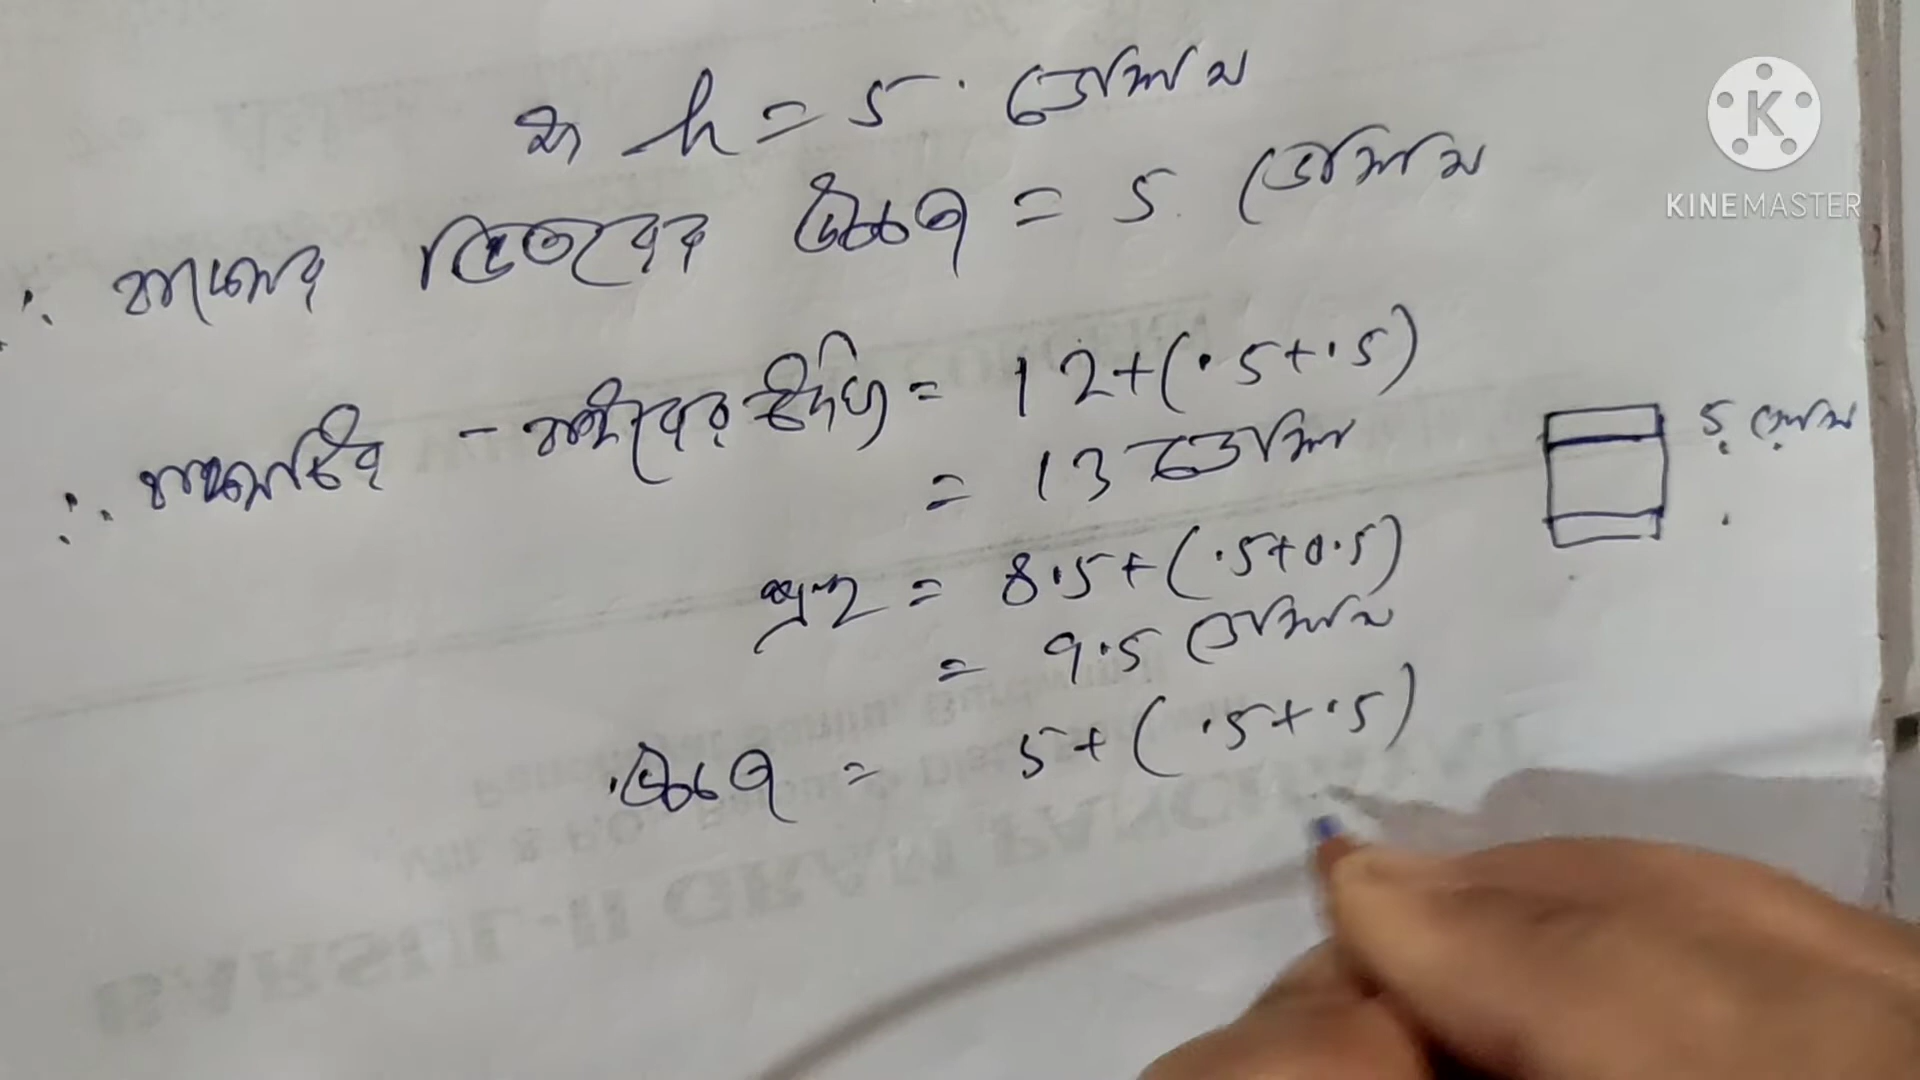 বা h = 5 ডেসিমি
∴ বাক্সের ভিতরের উচ্চতা = 5 ডেসিমি
∴ বাক্সটির - বাইরের দৈর্ঘ্য = 12+(.5+.5)
= 13 ডেসিমি
প্রস্থ = 8.5+(.5+0.5)
= 9.5 ডেসিমি
উচ্চতা = 5+(.5+.5)
5
KINEMASTER